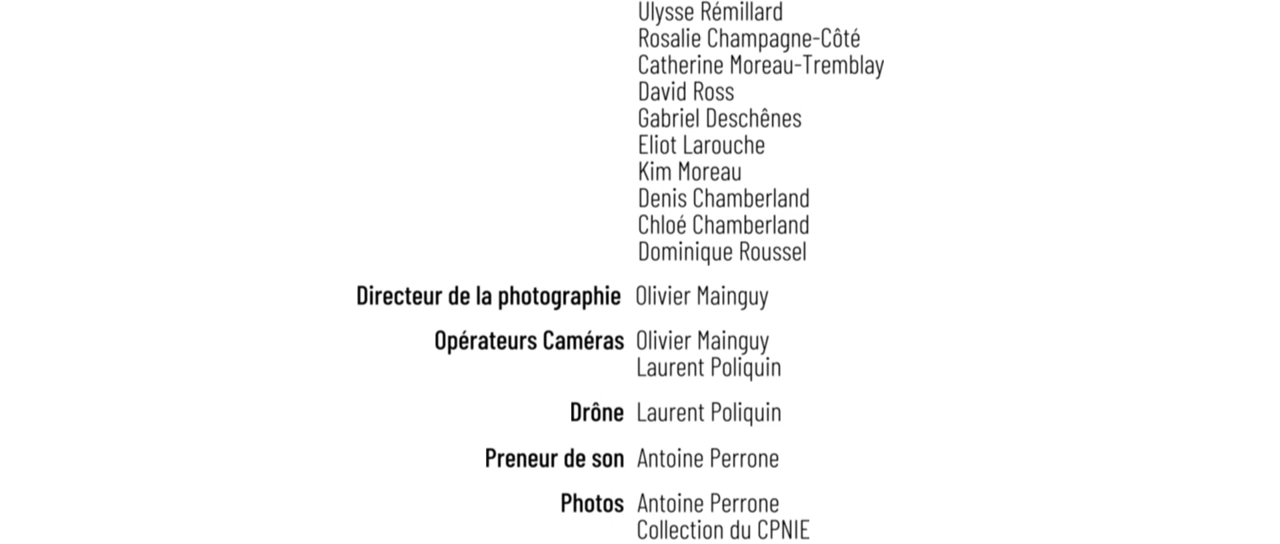 Ulysse Rémillard
Rosalie Champagne-Côté
Catherine Moreau-Tremblay
David Ross
Gabriel Deschênes
Eliot Larouche
Kim Moreau
Denis Chamberland
Chloé Chamberland
Dominique Roussel
Directeur de la photographie Olivier Mainguy
Opérateurs Caméras Olivier Mainguy
Laurent Poliquin
Drône Laurent Poliquin
Preneur de son Antoine Perrone
Photos Antoine Perrone
Collection du CPNIE